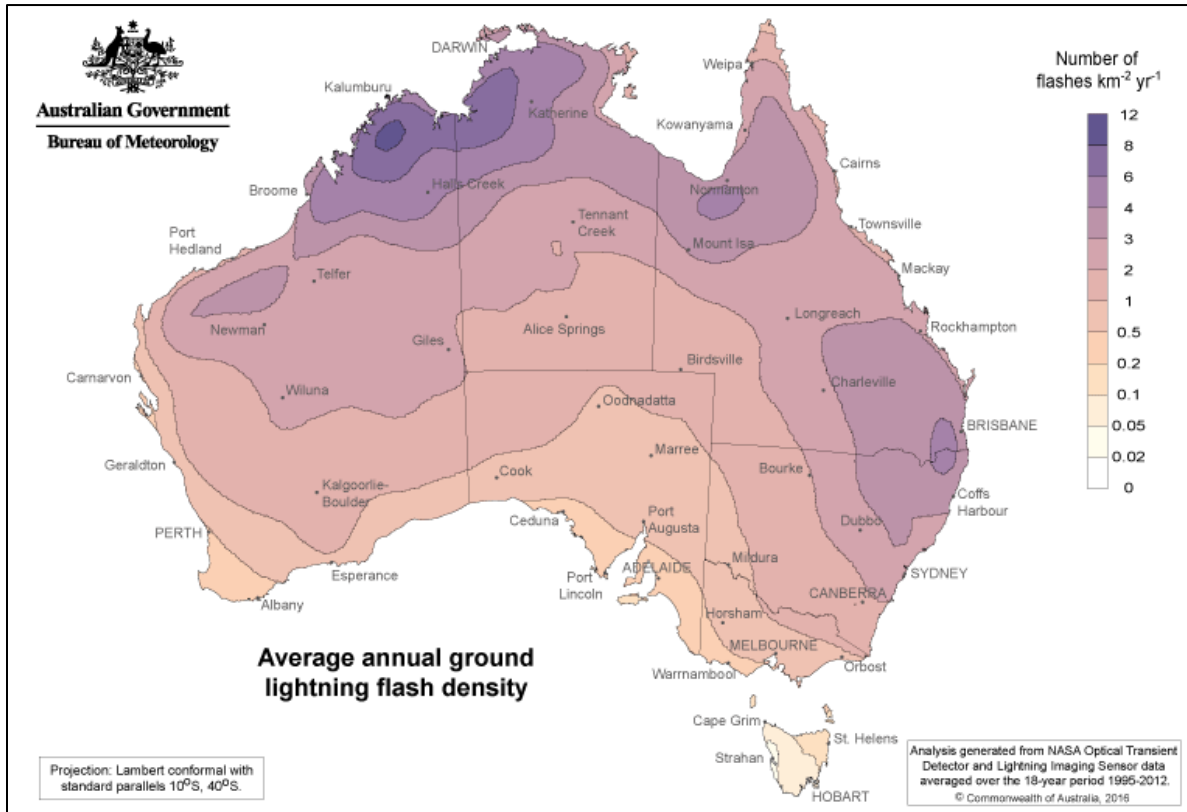 Australian Government
Bureau of Meteorology
Number of
flashes km-2 yr-1
12
8
6
4
3
2
1
0.5
0.2
0.1
0.05
0.02
0
DARWIN
Weipa
Kalumburu
Katherine
Kowanyama
Cairns
Broome
Halls Creek
Normanton
Tennant
Creek
Townsville
Port
Hedland
Mount Isa
Telfer
Mackay
Newman
Giles
Alice Springs
Longreach
Rockhampton
Birdsville
Carnarvon
Wiluna
Charleville
Oodnadatta
BRISBANE
Geraldton
Cook
Marree
Bourke
Kalgoorlie-
Boulder
Coffs
Harbour
PERTH
Ceduna
Port
Augusta
Dubbo
Esperance
Mildura
SYDNEY
Albany
Port
Lincoln
ADELAIDE
CANBERRA
Horsham
MELBOURNE
Orbost
Warrnambool
Average annual ground
lightning flash density
Cape Grim
St. Helens
Strahan
HOBART
Projection: Lambert conformal with
standard parallels 10°S, 40°S.
Analysis generated from NASA Optical Transient
Detector and Lightning Imaging Sensor data
averaged over the 18-year period 1995-2012.
© Commonwealth of Australia, 2016